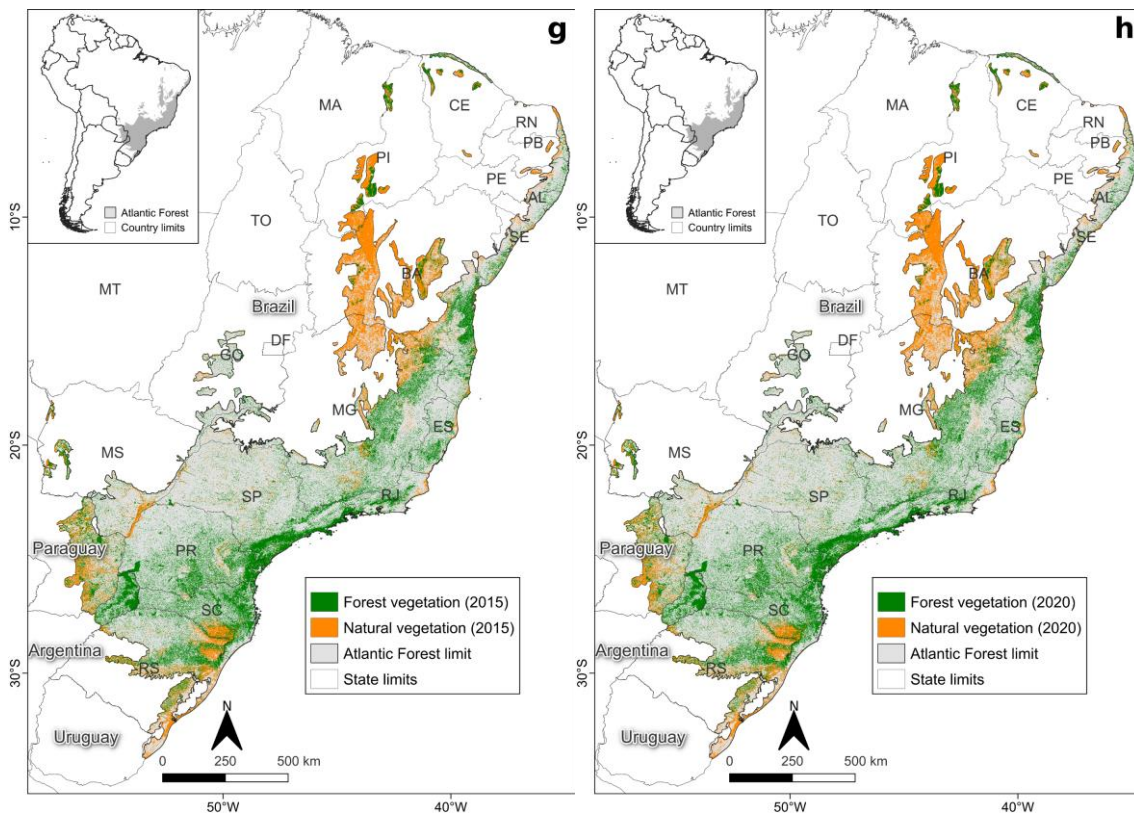 g
Atlantic Forest
Country limits
MA
CE
RN
PB
PI
PE
AL
TO
SE
BA
MT
Brazil
DF
GO
MG
ES
MS
SP
RJ
Paraguay
PR
SC
Argentina
RS
Uruguay
Forest vegetation (2015)
Natural vegetation (2015)
Atlantic Forest limit
State limits
N
0 250 500 km
10°S
20°S
30°S
50°W 40°W
h
Atlantic Forest
Country limits
MA
CE
RN
PB
PI
PE
AL
TO
SE
BA
MT
Brazil
DF
GO
MG
ES
MS
SP
RJ
Paraguay
PR
SC
Argentina
RS
Uruguay
Forest vegetation (2020)
Natural vegetation (2020)
Atlantic Forest limit
State limits
N
0 250 500 km
10°S
20°S
30°S
50°W 40°W